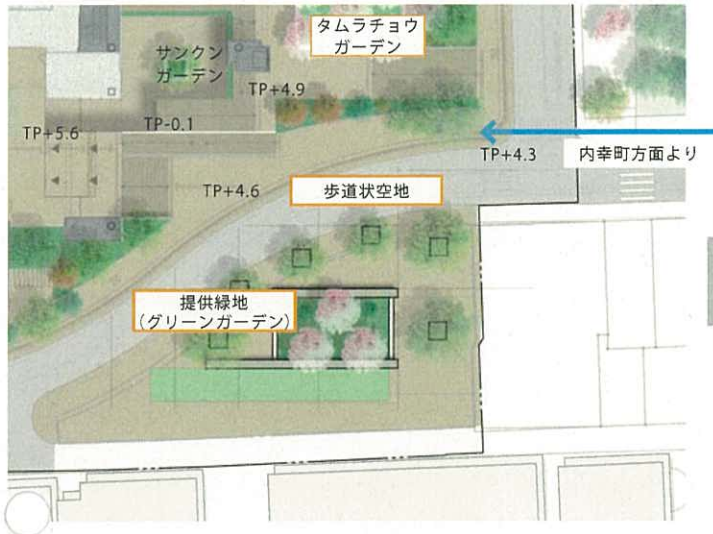 タムラチョウ
ガーデン
サンクン
ガーデン
TP+4.9
TP+5.6
TP-0.1
TP+4.3
内幸町方面より
TP+4.6
歩道状空地
提供緑地
（グリーンガーデン）